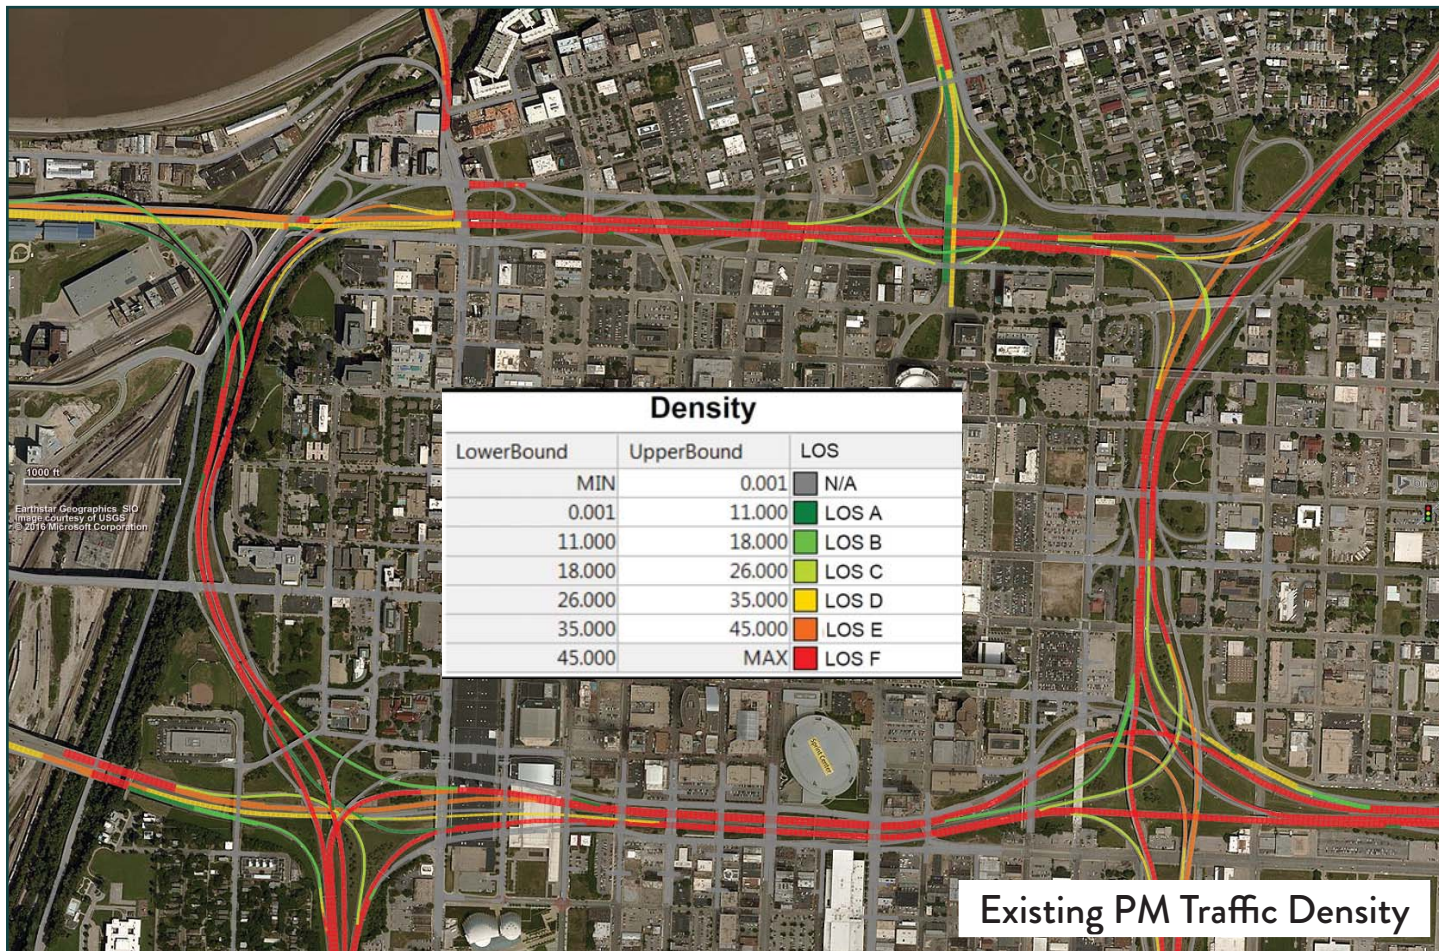 1000 ft
Earthstar Geographics SIO
Image courtesy of USGS
© 2016 Microsoft Corporation
Density
LowerBound UpperBound LOS
MIN 0.001 N/A
0.001 11.000 LOS A
11.000 18.000 LOS B
18.000 26.000 LOS C
26.000 35.000 LOS D
35.000 45.000 LOS E
45.000 MAX LOS F
Sprint Center
Existing PM Traffic Density